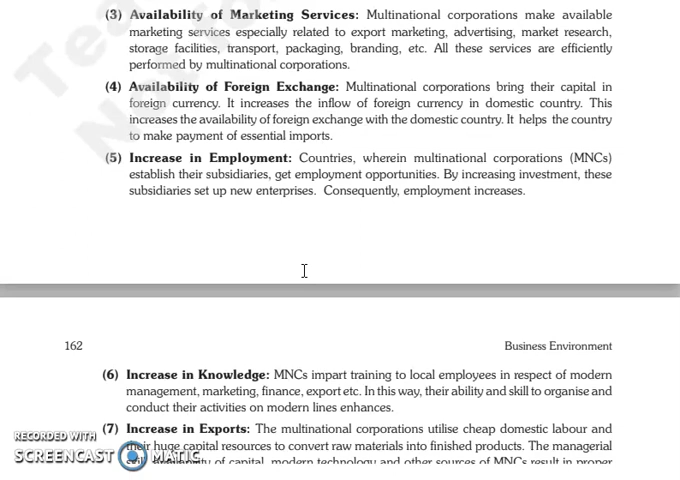 (3) Availability of Marketing Services: Multinational corporations make available
marketing services especially related to export marketing, advertising, market research,
storage facilities, transport, packaging, branding, etc. All these services are efficiently
performed by multinational corporations.
(4) Availability of Foreign Exchange: Multinational corporations bring their capital in
foreign currency. It increases the inflow of foreign currency in domestic country. This
increases the availability of foreign exchange with the domestic country. It helps the country
to make payment of essential imports.
(5) Increase in Employment: Countries, wherein multinational corporations (MNCs)
establish their subsidiaries, get employment opportunities. By increasing investment, these
subsidiaries set up new enterprises. Consequently, employment increases.
162 Business Environment
(6) Increase in Knowledge: MNCs impart training to local employees in respect of modern
management, marketing, finance, export etc. In this way, their ability and skill to organise and
conduct their activities on modern lines enhances.
(7) Increase in Exports: The multinational corporations utilise cheap domestic labour and
their huge capital resources to convert raw materials into finished products. The managerial
of capital, modern technology and other sources of MNCs result in proper
RECORDED WITH
SCREENCAST MATIC